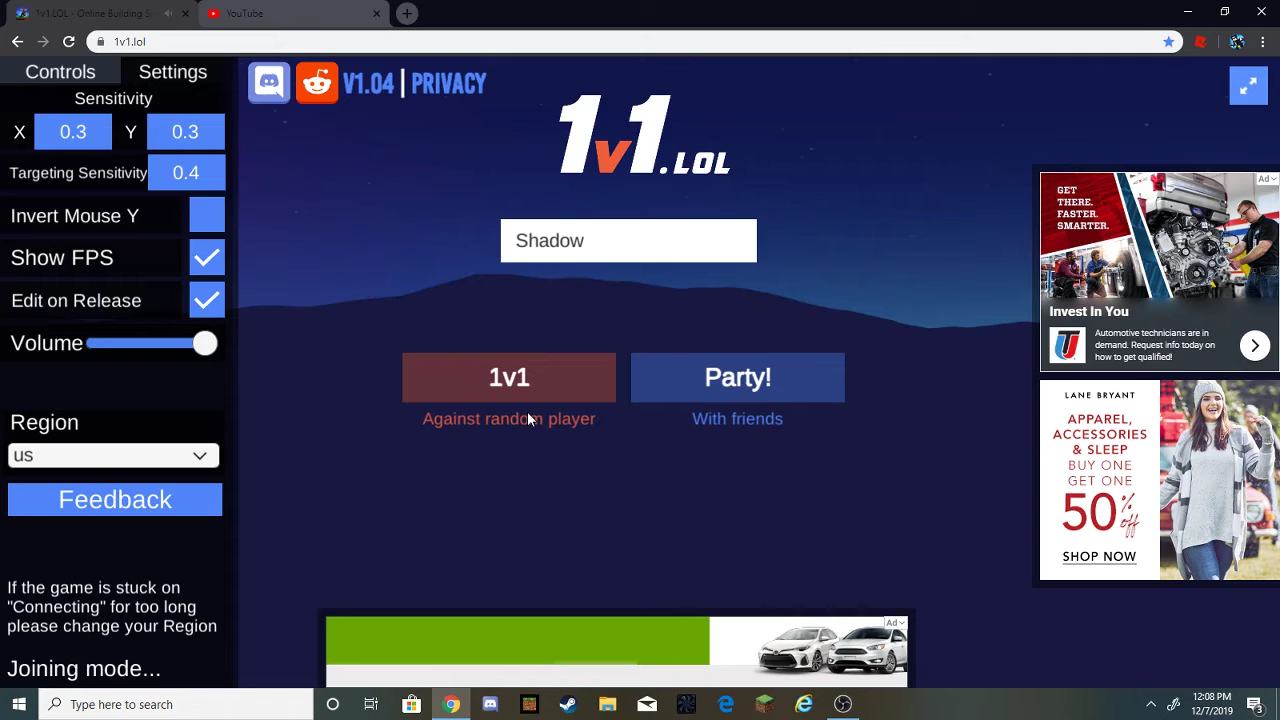 1v1.LOL - Online Building S
YouTube
1v1.lol
Controls
Settings
Sensitivity
X 0.3 Y 0.3
Targeting Sensitivity 0.4
Invert Mouse Y
Show FPS
Edit on Release
Volume
Region
us
Feedback
If the game is stuck on
"Connecting" for too long
please change your Region
Joining mode...
V1.04 | PRIVACY
1v1.LOL
Shadow
1v1
Against random player
Party!
With friends
Ad
GET
THERE.
FASTER.
SMARTER.
Invest In You
Automotive technicians are in
demand. Request info today on
how to get qualified!
LANE BRYANT
APPAREL,
ACCESSORIES
& SLEEP
BUY ONE
GET ONE
50% off
SHOP NOW
Ad
Type here to search
12:08 PM
12/7/2019